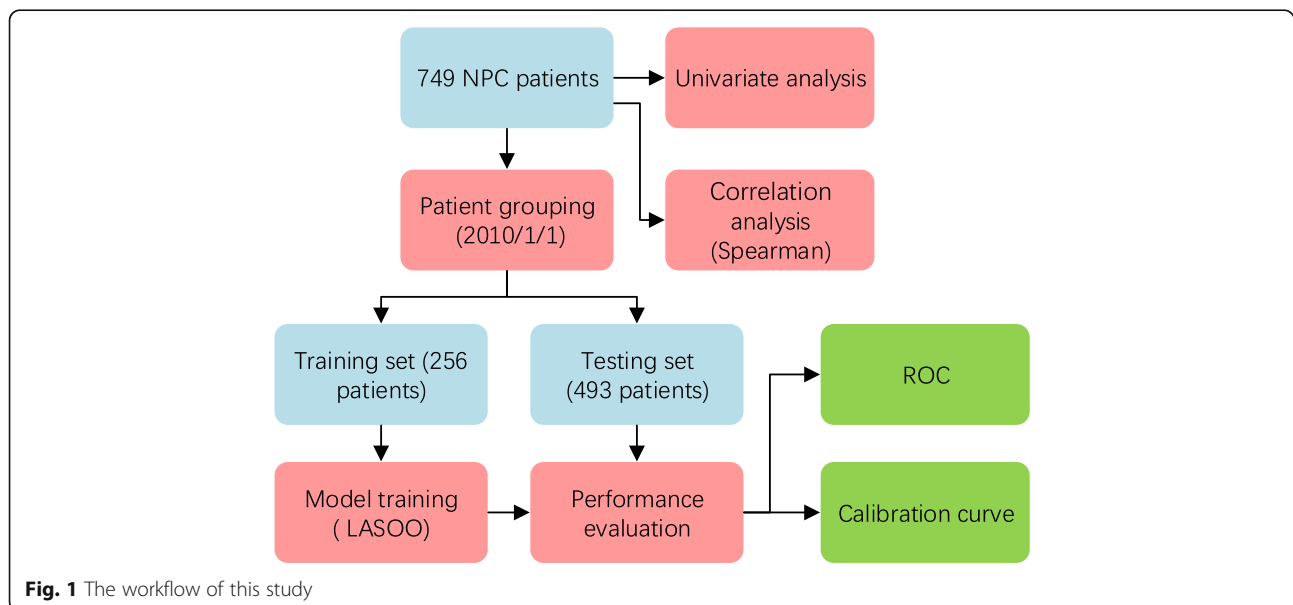 749 NPC patients
Univariate analysis
Patient grouping
(2010/1/1)
Correlation
analysis
(Spearman)
Training set (256
patients)
Testing set
(493 patients)
ROC
Model training
( LASOO)
Performance
evaluation
Calibration curve
Fig. 1 The workflow of this study